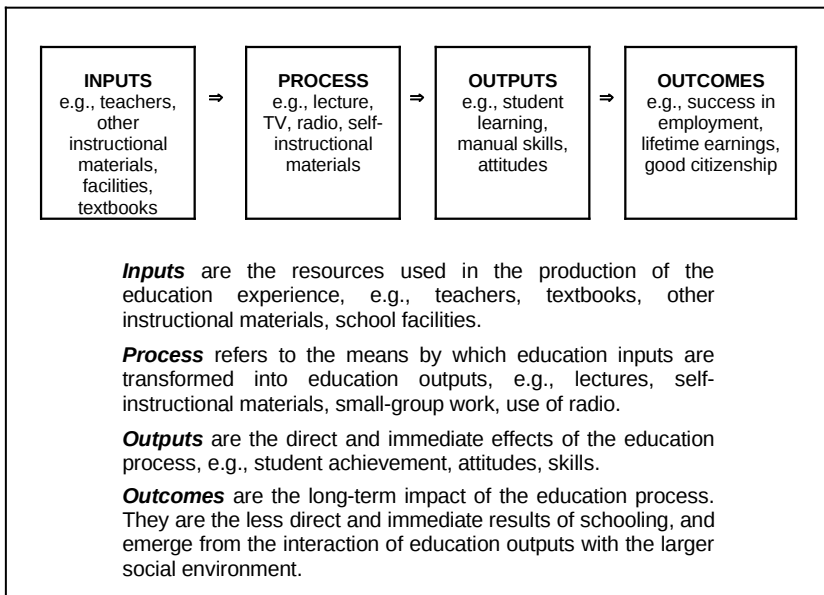 INPUTS
e.g., teachers,
other
instructional
materials,
facilities,
textbooks
⇒
PROCESS
e.g., lecture,
TV, radio, self-
instructional
materials
⇒
OUTPUTS
e.g., student
learning,
manual skills,
attitudes
⇒
OUTCOMES
e.g., success in
employment,
lifetime earnings,
good citizenship
Inputs are the resources used in the production of the
education experience, e.g., teachers, textbooks, other
instructional materials, school facilities.
Process refers to the means by which education inputs are
transformed into education outputs, e.g., lectures, self-
instructional materials, small-group work, use of radio.
Outputs are the direct and immediate effects of the education
process, e.g., student achievement, attitudes, skills.
Outcomes are the long-term impact of the education process.
They are the less direct and immediate results of schooling, and
emerge from the interaction of education outputs with the larger
social environment.